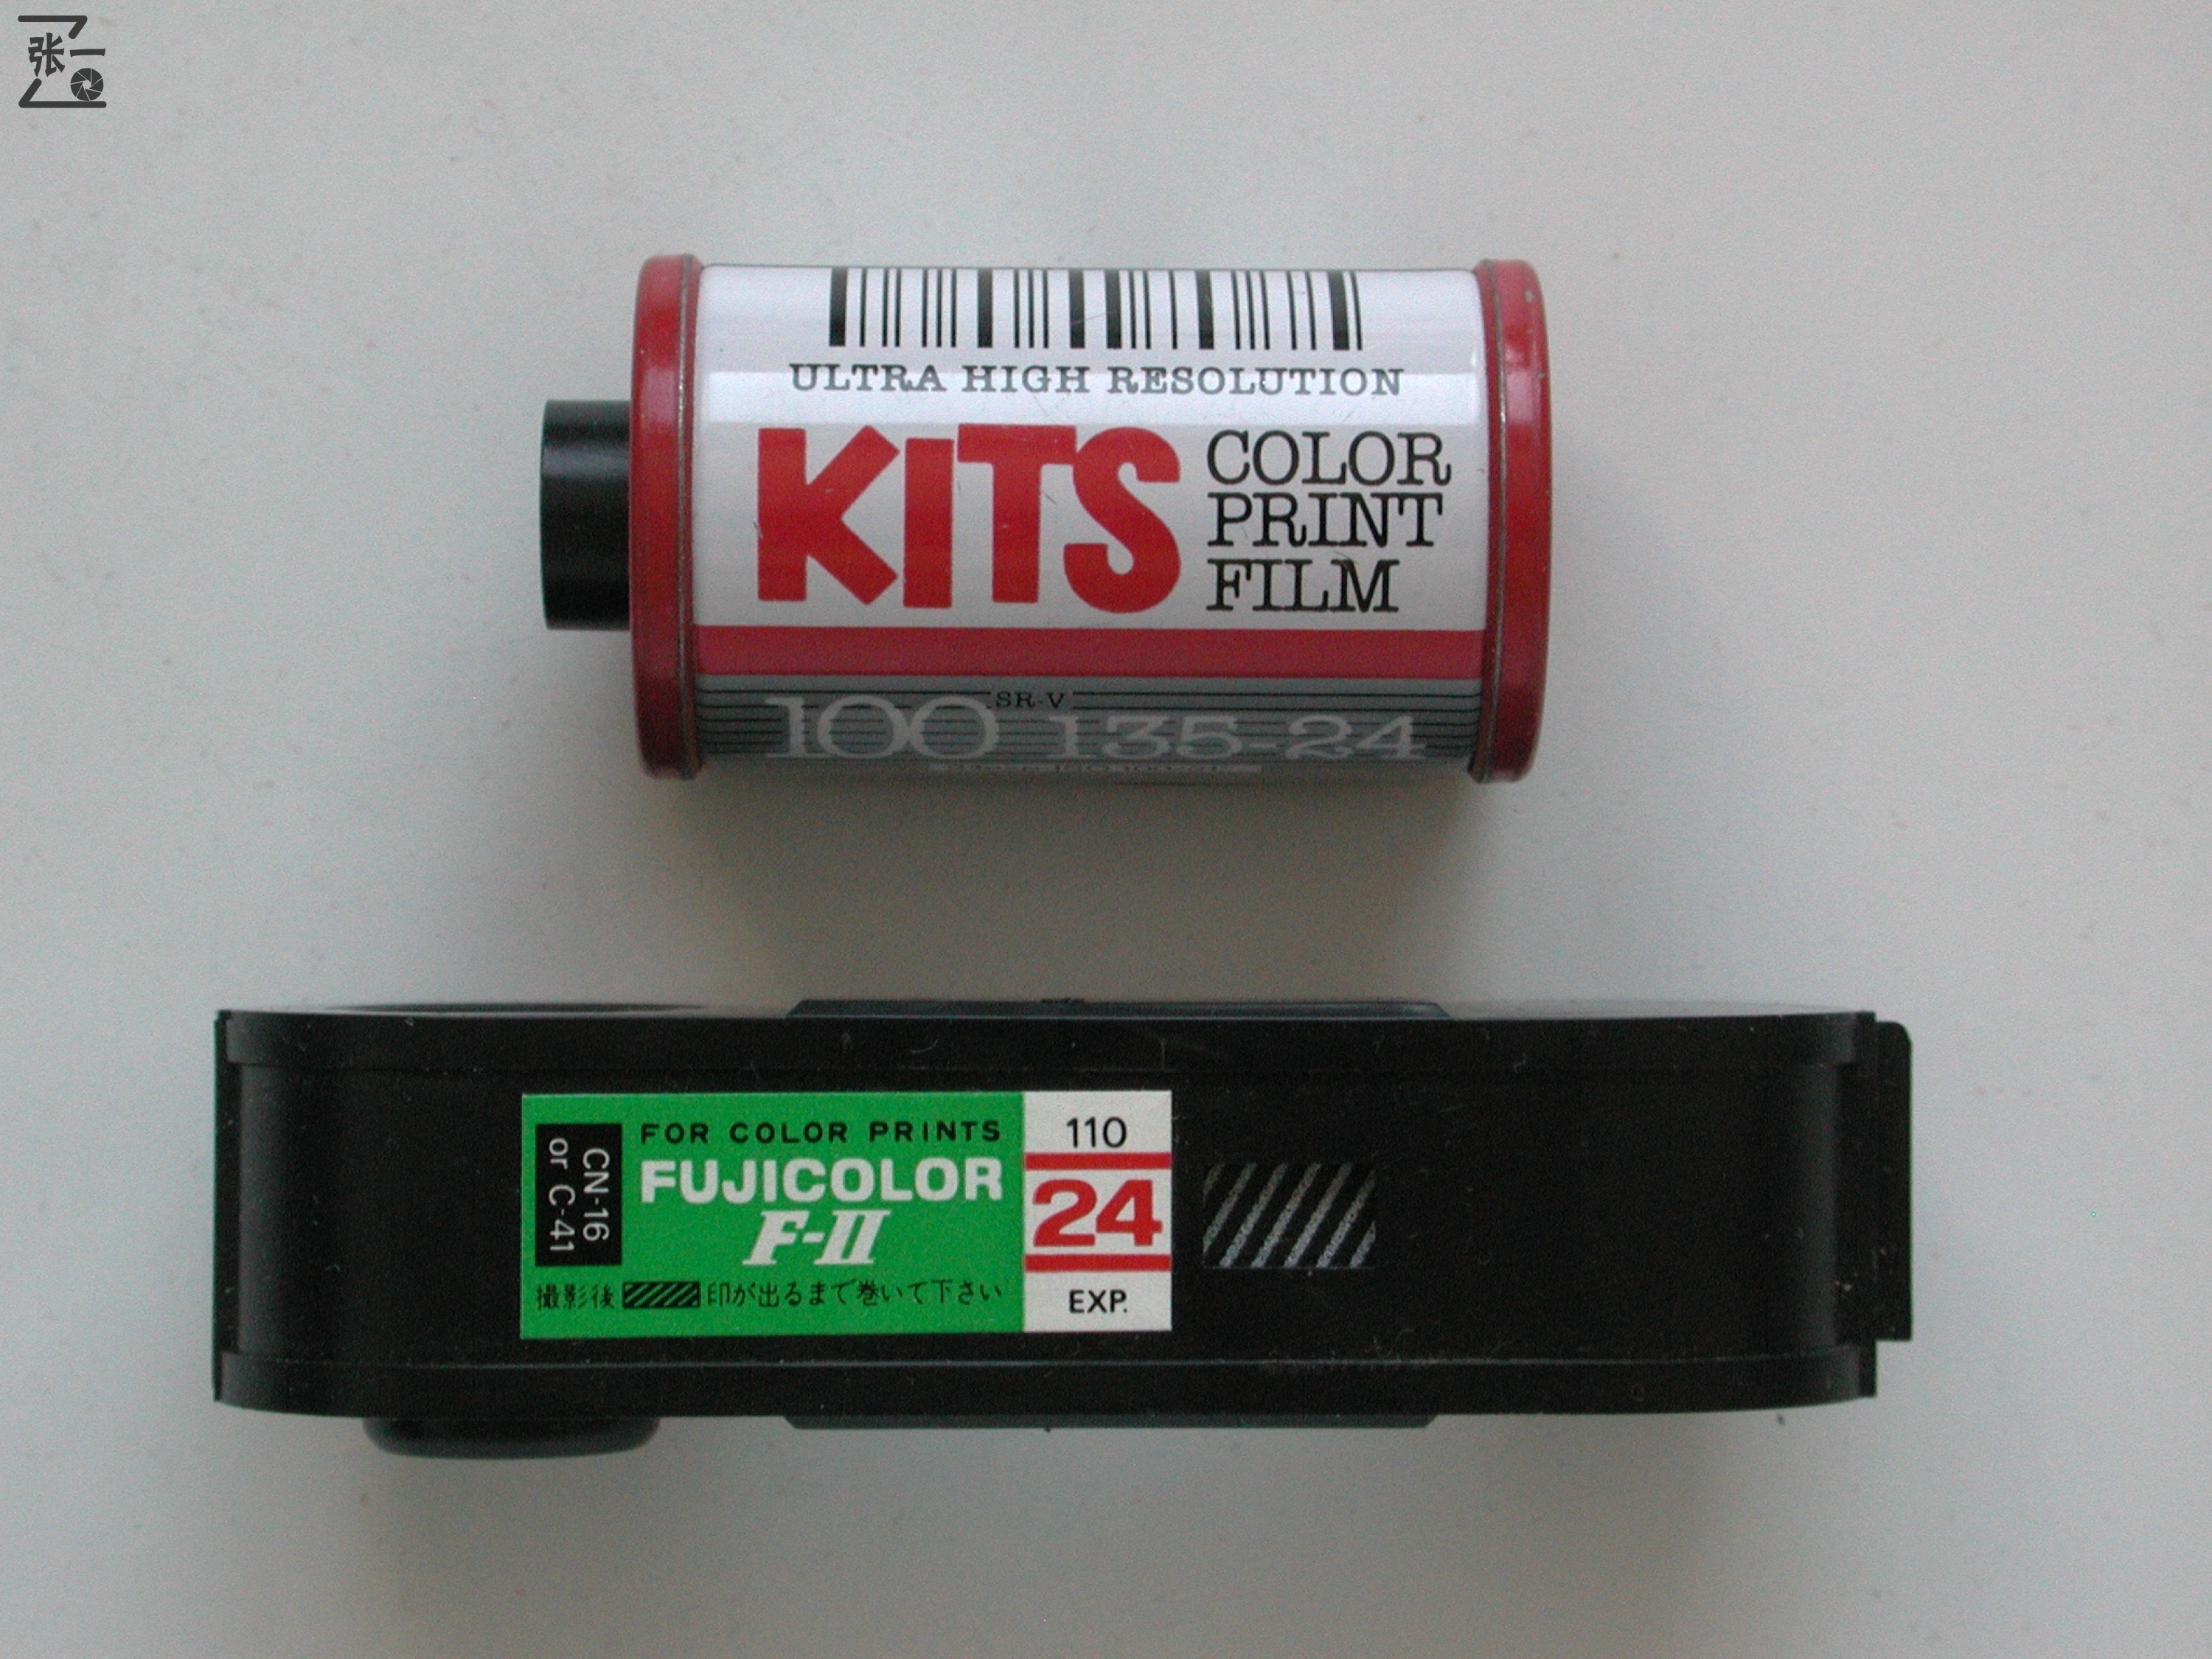 张一
ULTRA HIGH RESOLUTION
KITS
COLOR
PRINT
FILM
SR-V
100 135-24
CN-16
or C-41
FOR COLOR PRINTS
FUJICOLOR
F-II
撮影後 印が出るまで巻いて下さい
110
24
EXP.